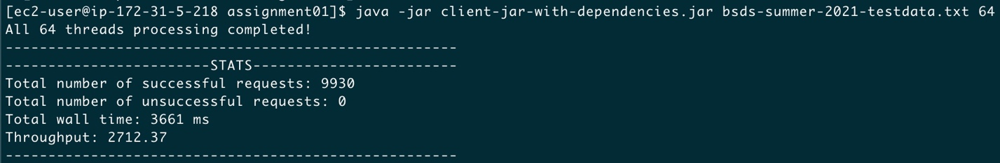 [ec2-user@ip-172-31-5-218 assignment01]$ java -jar client-jar-with-dependencies.jar bsds-summer-2021-testdata.txt 64
All 64 threads processing completed!
-----------------------------------------------------
------------------------STATS------------------------
Total number of successful requests: 9930
Total number of unsuccessful requests: 0
Total wall time: 3661 ms
Throughput: 2712.37
-----------------------------------------------------